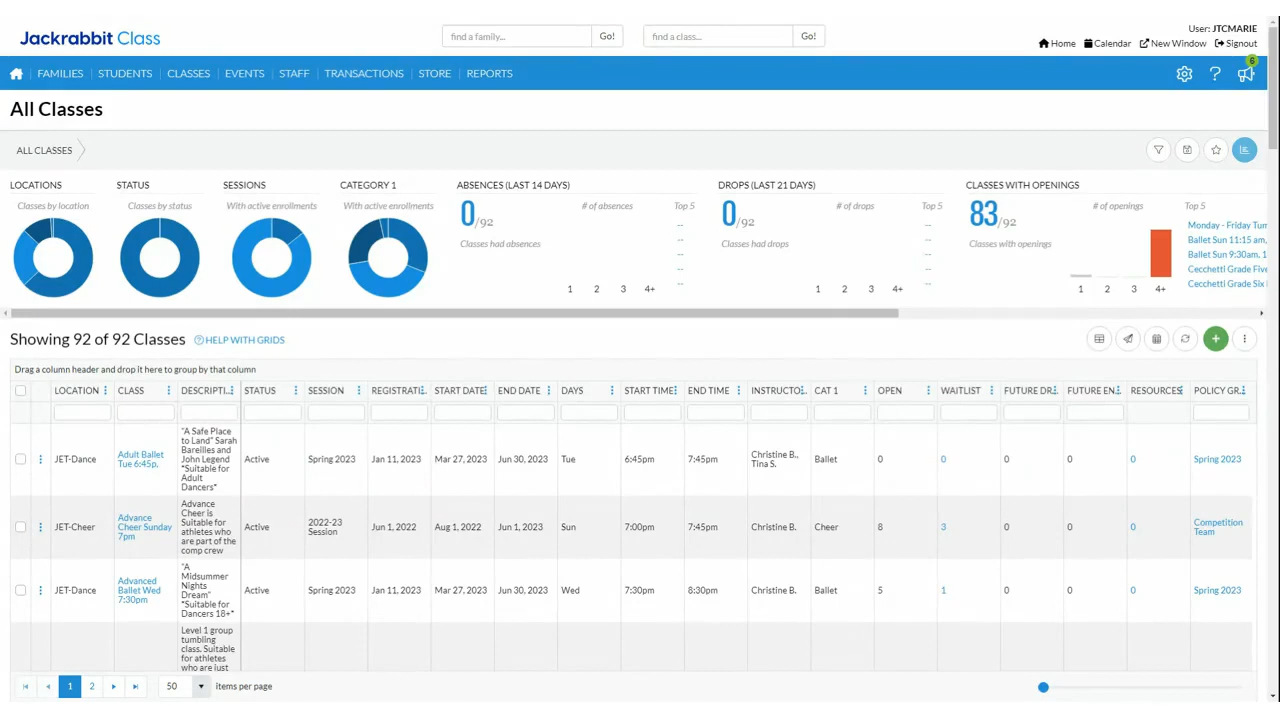 User: JTCMARIE
Jackrabbit Class
find a family...
Go!
find a class...
Go!
Home
Calendar
New Window
Signout
FAMILIES
STUDENTS
CLASSES
EVENTS
STAFF
TRANSACTIONS
STORE
REPORTS
?
6
All Classes
ALL CLASSES
LOCATIONS
Classes by location
STATUS
Classes by status
SESSIONS
With active enrollments
CATEGORY 1
With active enrollments
ABSENCES (LAST 14 DAYS)
0/92
Classes had absences
# of absences
1 2 3 4+
Top 5
--
--
--
--
--
DROPS (LAST 21 DAYS)
0/92
Classes had drops
# of drops
1 2 3 4+
Top 5
--
--
--
--
--
CLASSES WITH OPENINGS
83/92
Classes with openings
# of openings
1 2 3 4+
Top 5
Monday - Friday Tum
Ballet Sun 11:15 am,
Ballet Sun 9:30am, 1
Cecchetti Grade Five
Cecchetti Grade Six
Showing 92 of 92 Classes
? HELP WITH GRIDS
Drag a column header and drop it here to group by that column
LOCATION CLASS DESCRIPTI... STATUS SESSION REGISTRATI... START DATE END DATE DAYS START TIME END TIME INSTRUCTO... CAT 1 OPEN WAITLIST FUTURE DR... FUTURE EN... RESOURCES POLICY GR...
JET-Dance
Adult Ballet
Tue 6:45p,
"A Safe Place
to Land" Sarah
Bareilles and
John Legend
*Suitable for
Adult
Dancers*
Active
Spring 2023
Jan 11, 2023
Mar 27, 2023
Jun 30, 2023
Tue
6:45pm
7:45pm
Christine B.,
Tina S.
Ballet
0
0
0
0
0
Spring 2023
JET-Cheer
Advance
Cheer Sunday
7pm
Advance
Cheer is
Suitable for
athletes who
are part of the
comp crew
Active
2022-23
Session
Jun 1, 2022
Aug 1, 2022
Jun 1, 2023
Sun
7:00pm
7:45pm
Christine B.
Cheer
8
3
0
0
0
Competition
Team
JET-Dance
Advanced
Ballet Wed
7:30pm
"A
Midsummer
Nights
Dream"
*Suitable for
Dancers 18+*
Active
Spring 2023
Jan 11, 2023
Mar 27, 2023
Jun 30, 2023
Wed
7:30pm
8:30pm
Christine B.
Ballet
5
1
0
0
0
Spring 2023
Level 1 group
tumbling
class. Suitable
for athletes
who are just
1
2
50
items per page